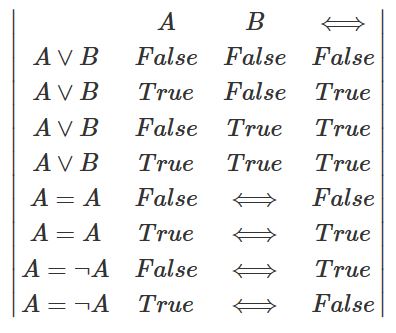 A B ⟺
A ∨ B False False False
A ∨ B True False True
A ∨ B False True True
A ∨ B True True True
A = A False ⟺ False
A = A True ⟺ True
A = ¬A False ⟺ True
A = ¬A True ⟺ False